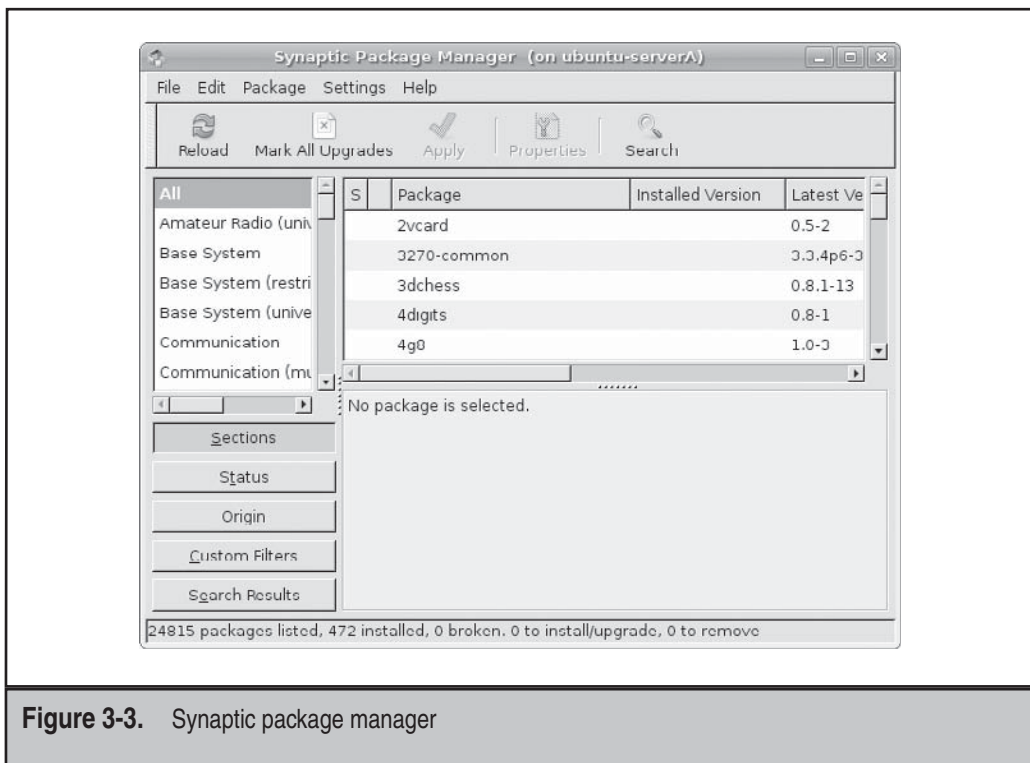 Synaptic Package Manager (on ubuntu-serverA)
File Edit Package Settings Help
Reload Mark All Upgrades Apply Properties Search
All
Amateur Radio (univ
Base System
Base System (restri
Base System (unive
Communication
Communication (mu
S Package Installed Version Latest Ve
2vcard 0.5-2
3270-common 3.3.4p6-3
3dchess 0.8.1-13
4digits 0.8-1
4g8 1.0-3
No package is selected.
Sections
Status
Origin
Custom Filters
Search Results
24815 packages listed, 472 installed, 0 broken. 0 to install/upgrade, 0 to remove
Figure 3-3. Synaptic package manager